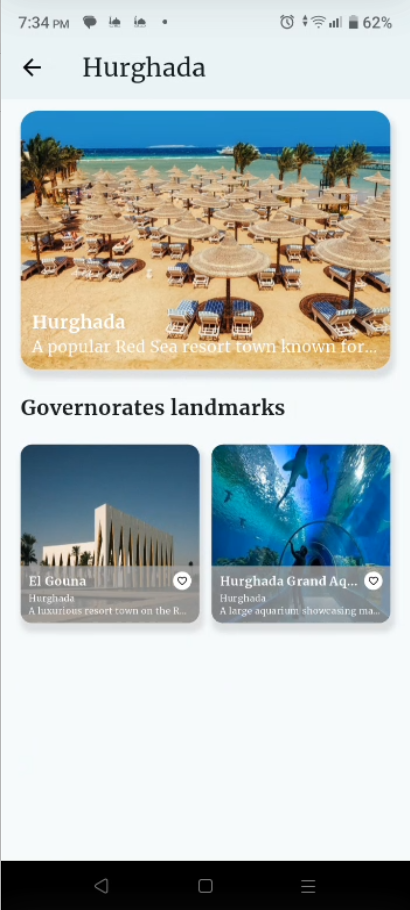 7:34 PM
62%
Hurghada
Hurghada
A popular Red Sea resort town known for...
Governorates landmarks
El Gouna
Hurghada
A luxurious resort town on the R...
Hurghada Grand Aq...
Hurghada
A large aquarium showcasing ma...